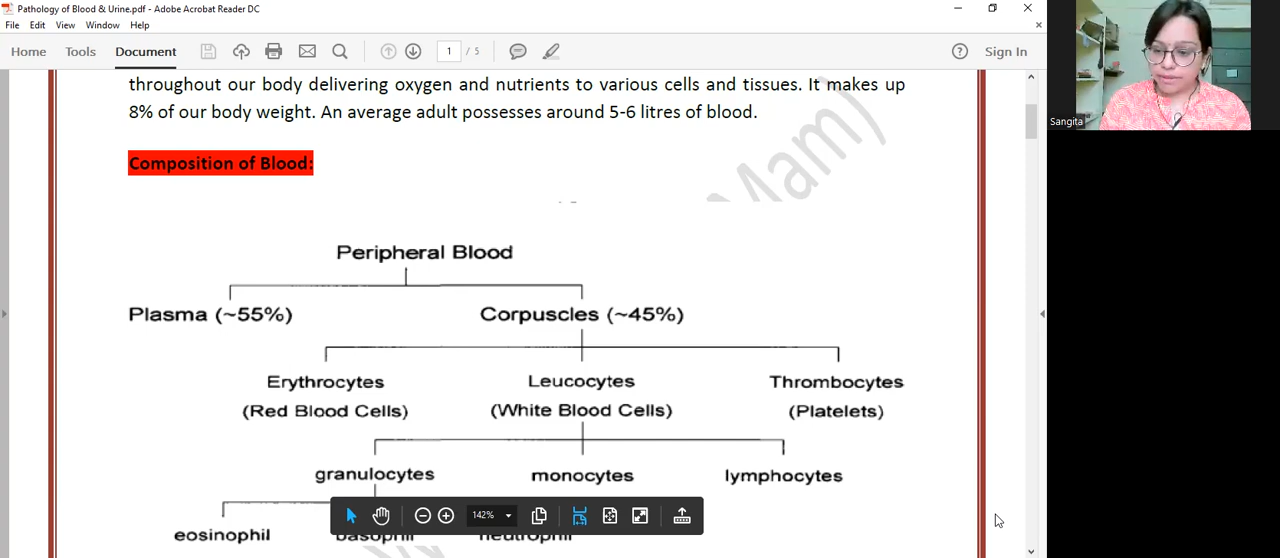 Pathology of Blood & Urine.pdf - Adobe Acrobat Reader DC
File Edit View Window Help
Home Tools Document 1 / 5 Sign In
throughout our body delivering oxygen and nutrients to various cells and tissues. It makes up
8% of our body weight. An average adult possesses around 5-6 litres of blood.
Sangita
Mam)
Composition of Blood:
Peripheral Blood
Plasma (~55%) Corpuscles (~45%)
Erythrocytes Leucocytes Thrombocytes
(Red Blood Cells) (White Blood Cells) (Platelets)
granulocytes monocytes lymphocytes
142%
eosinophil basophil neutrophil